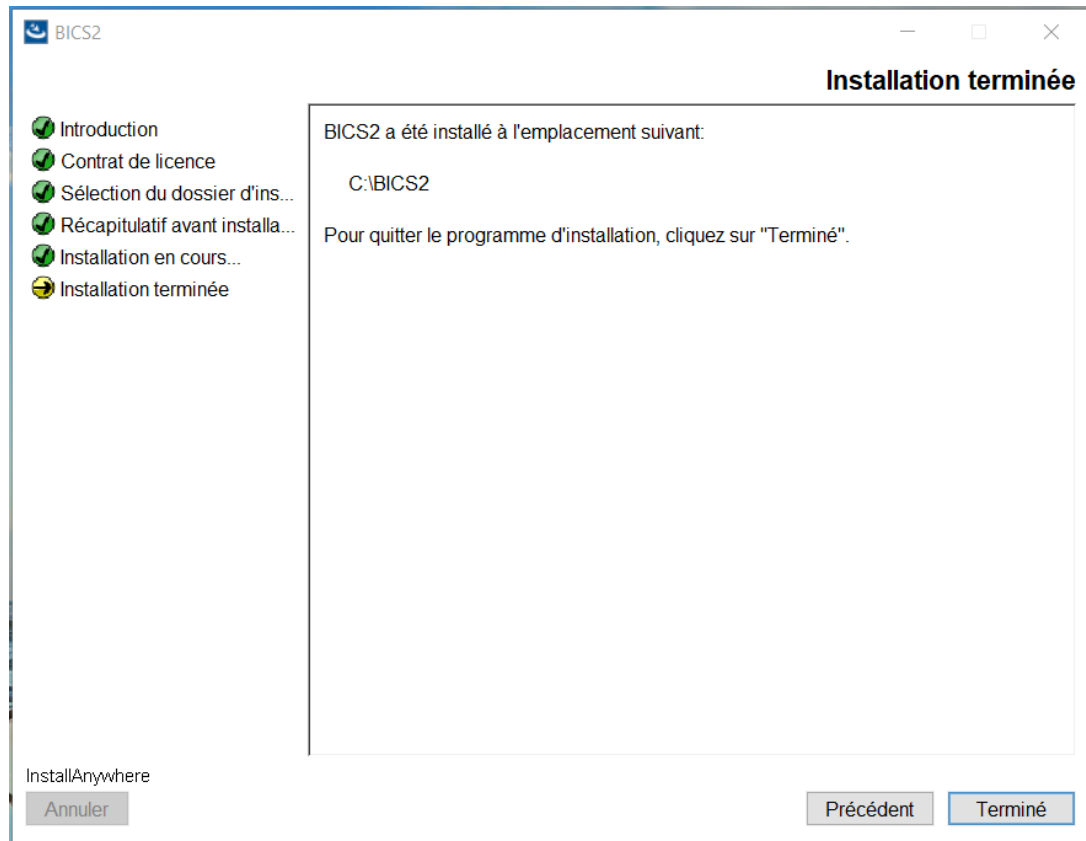 BICS2
Installation terminée
Introduction
Contrat de licence
Sélection du dossier d'ins...
Récapitulatif avant installa...
Installation en cours...
Installation terminée
BICS2 a été installé à l'emplacement suivant:
C:\BICS2
Pour quitter le programme d'installation, cliquez sur "Terminé".
InstallAnywhere
Annuler
Précédent
Terminé